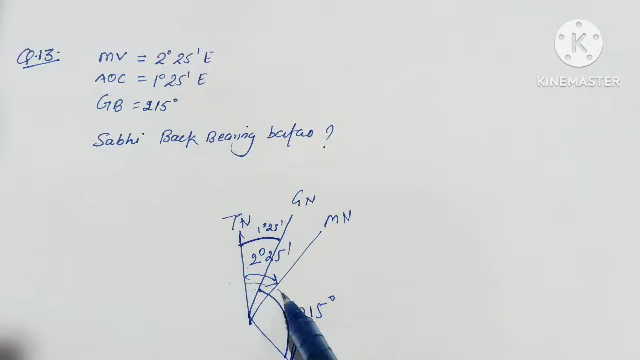 Q.13:
MV = 2° 25' E
AOC = 1° 25' E
GB = 215°
Sabhi Back Bearing batao ?
KINEMASTER
TN
GN
MN
1° 25'
2° 25'
215°